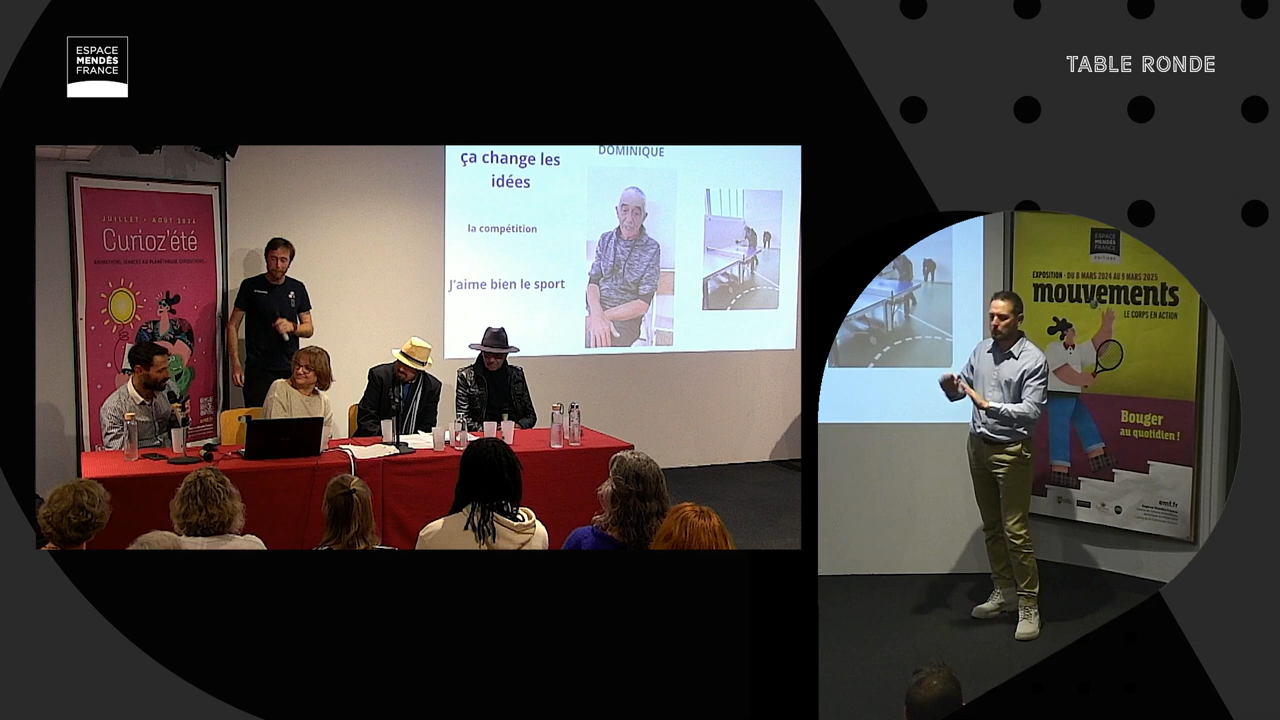 ESPACE
MENDÈS
FRANCE
TABLE RONDE
JUILLET - AOÛT 2024
Curioz'été
ça change les
idées
la compétition
J'aime bien le sport
DOMINIQUE
ESPACE
MENDÈS
FRANCE
EXPOSITION - DU 8 MARS 2024 AU 9 MARS 2025
mouvements
LE CORPS EN ACTION
Bouger
au quotidien !
emf.fr